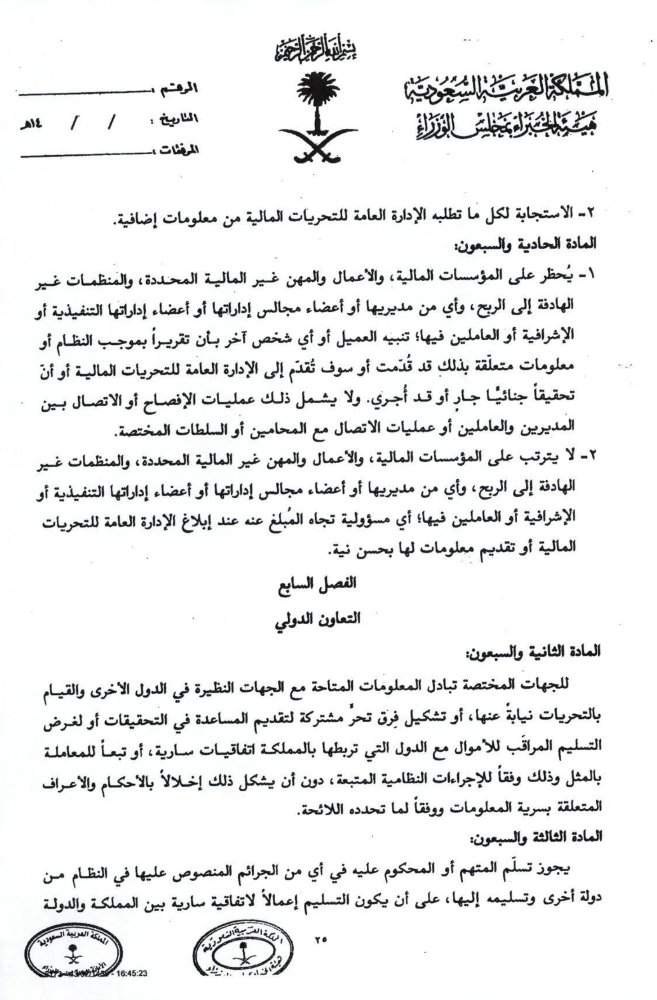 بسم الله الرحمن الرحيم
المملكة العربية السعودية
هيئة الخبراء بمجلس الوزراء
الرقم :
التاريخ : / / ١٤هـ
المرفقات :
٢- الاستجابة لكل ما تطلبه الإدارة العامة للتحريات المالية من معلومات إضافية.
المادة الحادية والسبعون:
١- يُحظر على المؤسسات المالية، والأعمال والمهن غير المالية المحددة، والمنظمات غير
الهادفة إلى الربح، وأي من مديريها أو أعضاء مجالس إداراتها أو أعضاء إداراتها التنفيذية أو
الإشرافية أو العاملين فيها؛ تنبيه العميل أو أي شخص آخر بأن تقريراً بموجب النظام أو
معلومات متعلّقة بذلك قد قُدّمت أو سوف تُقدّم إلى الإدارة العامة للتحريات المالية أو أنّ
تحقيقاً جنائيًّا جارٍ أو قد أُجري. ولا يشمل ذلك عمليات الإفصاح أو الاتصال بين
المديرين والعاملين أو عمليات الاتصال مع المحامين أو السلطات المختصة.
٢- لا يترتب على المؤسسات المالية، والأعمال والمهن غير المالية المحددة، والمنظمات غير
الهادفة إلى الربح، وأي من مديريها أو أعضاء مجالس إداراتها أو أعضاء إداراتها التنفيذية أو
الإشرافية أو العاملين فيها؛ أي مسؤولية تجاه المُبلغ عنه عند إبلاغ الإدارة العامة للتحريات
المالية أو تقديم معلومات لها بحسن نية.
الفصل السابع
التعاون الدولي
المادة الثانية والسبعون:
للجهات المختصة تبادل المعلومات المتاحة مع الجهات النظيرة في الدول الأخرى والقيام
بالتحريات نيابةً عنها، أو تشكيل فِرق تحرٍّ مشتركة لتقديم المساعدة في التحقيقات أو لغرض
التسليم المراقَب للأموال مع الدول التي تربطها بالمملكة اتفاقيات سارية، أو تبعاً للمعاملة
بالمثل وذلك وفقاً للإجراءات النظامية المتبعة، دون أن يشكل ذلك إخلالاً بالأحكام والأعراف
المتعلقة بسرية المعلومات ووفقاً لما تحدده اللائحة.
المادة الثالثة والسبعون:
يجوز تسلّم المتهم أو المحكوم عليه في أي من الجرائم المنصوص عليها في النظام من
دولة أخرى وتسليمه إليها، على أن يكون التسليم إعمالاً لاتفاقية سارية بين المملكة والدولة
٢٥
المملكة العربية السعودية
المملكة العربية السعودية
- 16:45:23